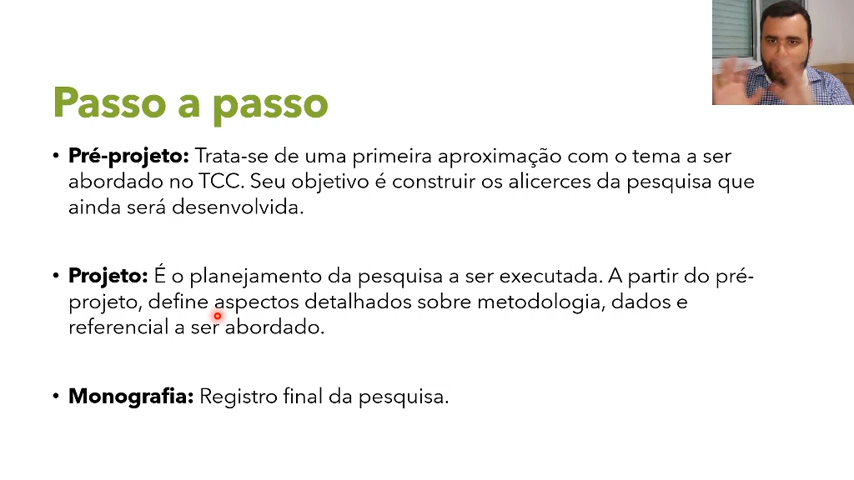 Passo a passo
• Pré-projeto: Trata-se de uma primeira aproximação com o tema a ser
abordado no TCC. Seu objetivo é construir os alicerces da pesquisa que
ainda será desenvolvida.
• Projeto: É o planejamento da pesquisa a ser executada. A partir do pré-
projeto, define aspectos detalhados sobre metodologia, dados e
referencial a ser abordado.
• Monografia: Registro final da pesquisa.